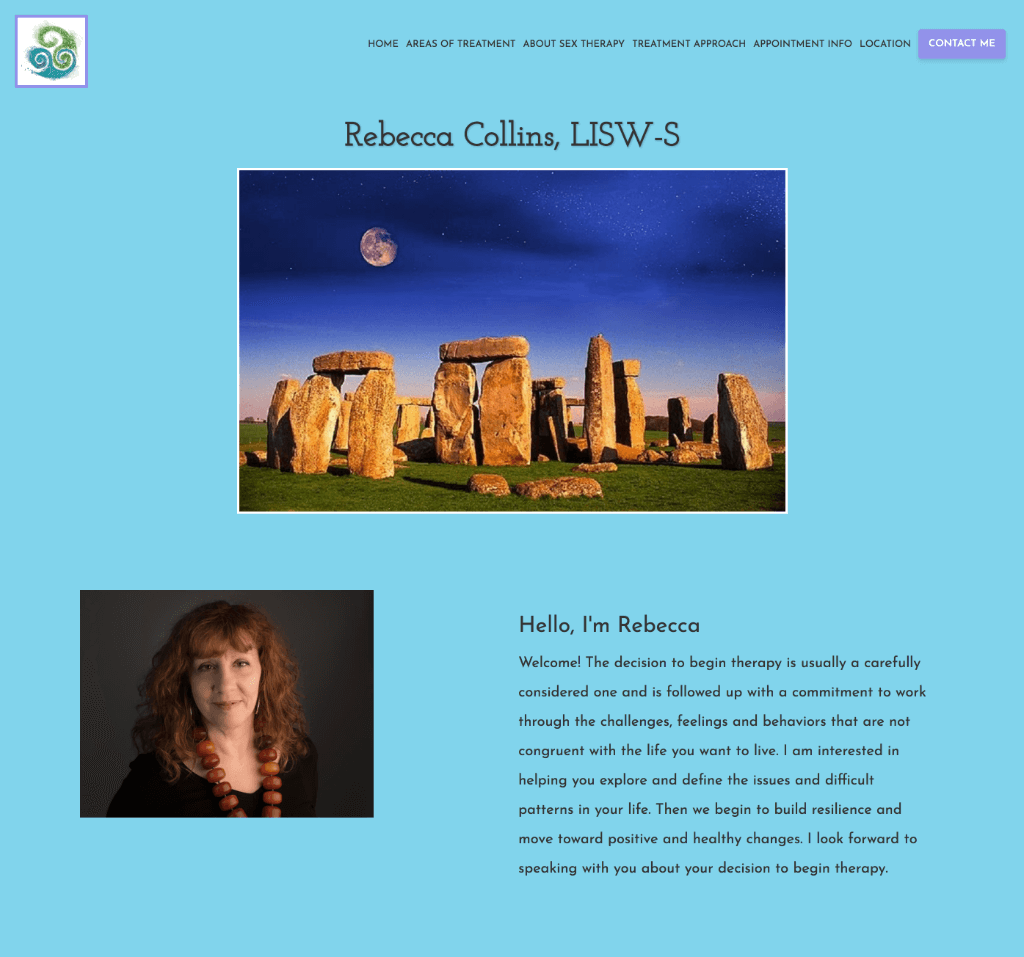 HOME AREAS OF TREATMENT ABOUT SEX THERAPY TREATMENT APPROACH APPOINTMENT INFO LOCATION CONTACT ME
Rebecca Collins, LISW-S
Hello, I'm Rebecca
Welcome! The decision to begin therapy is usually a carefully
considered one and is followed up with a commitment to work
through the challenges, feelings and behaviors that are not
congruent with the life you want to live. I am interested in
helping you explore and define the issues and difficult
patterns in your life. Then we begin to build resilience and
move toward positive and healthy changes. I look forward to
speaking with you about your decision to begin therapy.